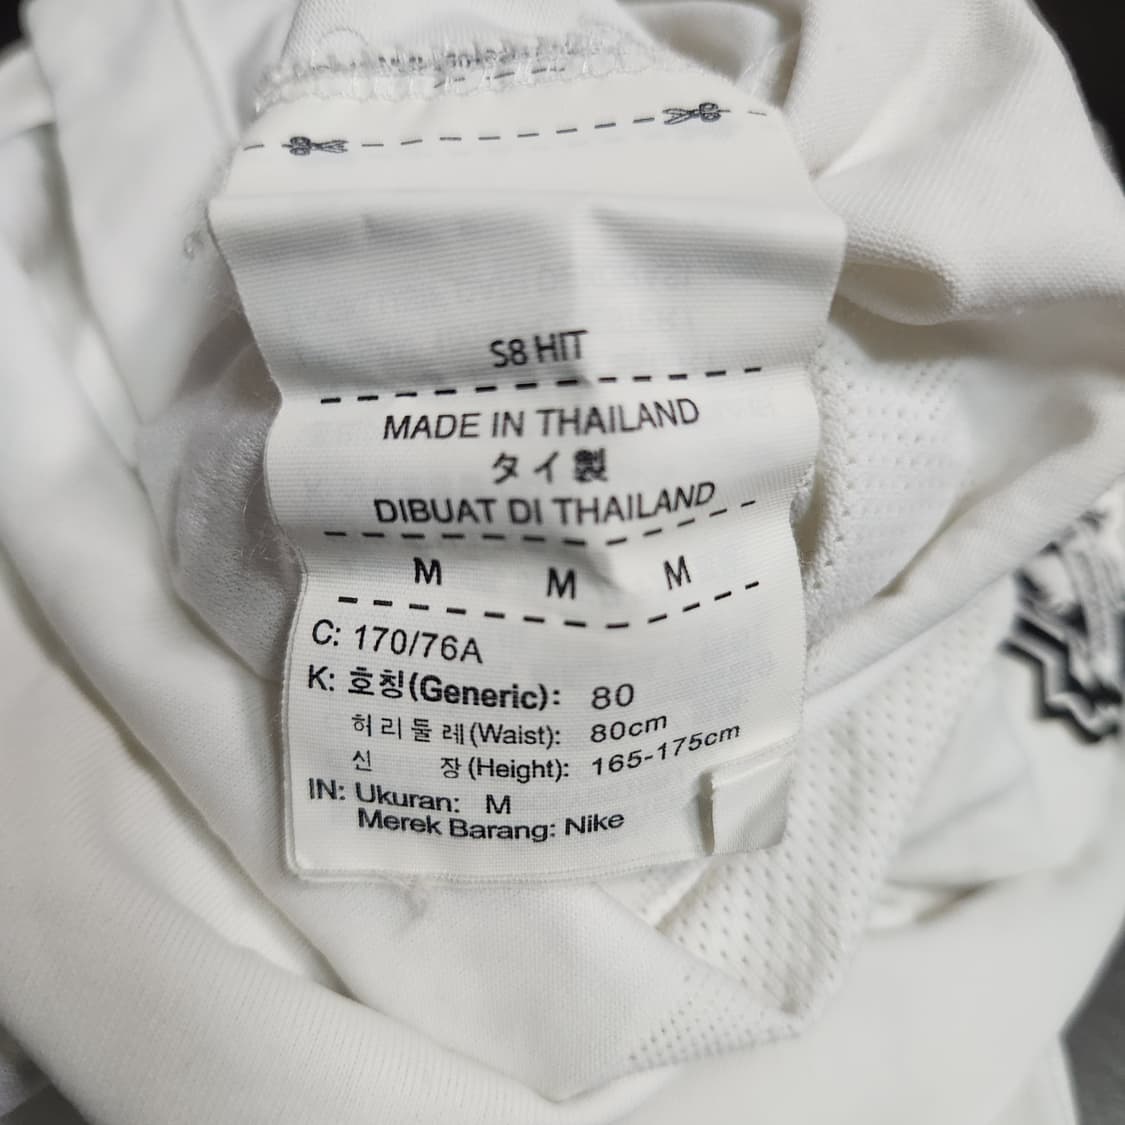 S8 HIT
MADE IN THAILAND
タイ製
DIBUAT DI THAILAND
M M M
C: 170/76A
K: 호칭(Generic): 80
허리둘레(Waist): 80cm
신 장(Height): 165-175cm
IN: Ukuran: M
Merek Barang: Nike